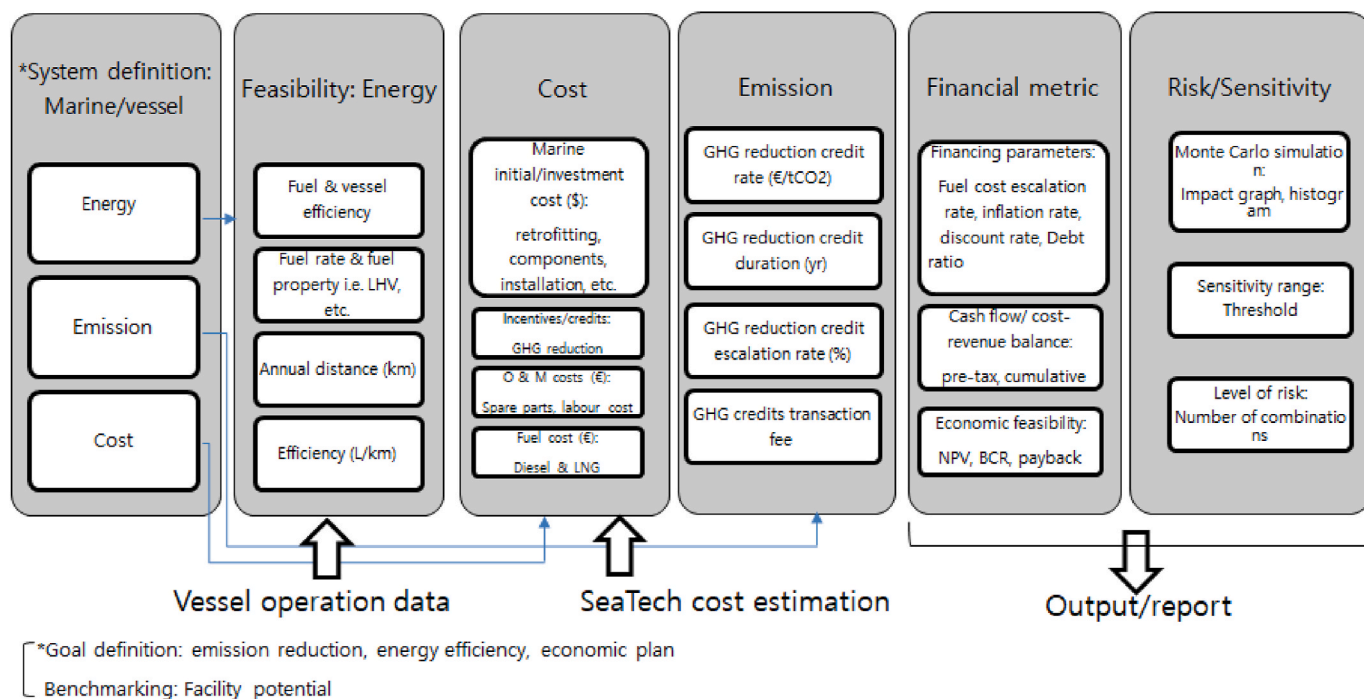 *System definition:
Marine/vessel
Energy
Emission
Cost
Feasibility: Energy
Fuel & vessel
efficiency
Fuel rate & fuel
property i.e. LHV,
etc.
Annual distance (km)
Efficiency (L/km)
Cost
Marine
initial/investment
cost ($):
retrofitting,
components,
installation, etc.
Incentives/credits:
GHG reduction
O & M costs (€):
Spare parts, labour cost
Fuel cost (€):
Diesel & LNG
Emission
GHG reduction credit
rate (€/tCO2)
GHG reduction credit
duration (yr)
GHG reduction credit
escalation rate (%)
GHG credits transaction
fee
Financial metric
Financing parameters:
Fuel cost escalation
rate, inflation rate,
discount rate, Debt
ratio
Cash flow/ cost-
revenue balance:
pre-tax, cumulative
Economic feasibility:
NPV, BCR, payback
Risk/Sensitivity
Monte Carlo simulatio
n:
Impact graph, histogr
am
Sensitivity range:
Threshold
Level of risk:
Number of combinatio
ns
Vessel operation data
SeaTech cost estimation
Output/report
*Goal definition: emission reduction, energy efficiency, economic plan
Benchmarking: Facility potential